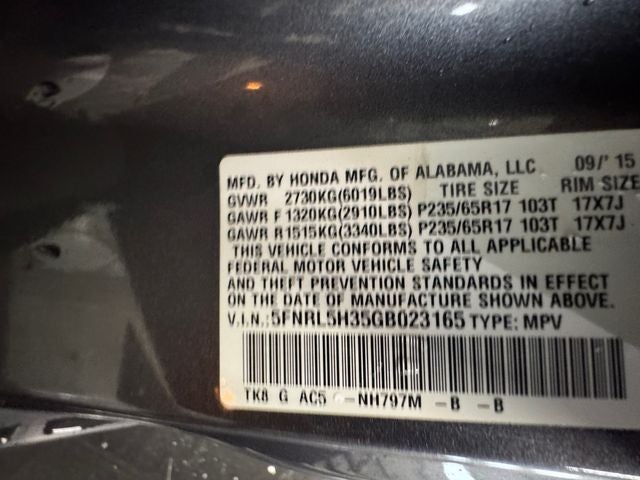 MFD. BY HONDA MFG. OF ALABAMA, LLC 09/' 15
GVWR 2730KG(6019LBS) TIRE SIZE RIM SIZE
GAWR F1320KG(2910LBS) P235/65R17 103T 17X7J
GAWR R1515KG(3340LBS) P235/65R17 103T 17X7J
THIS VEHICLE CONFORMS TO ALL APPLICABLE
FEDERAL MOTOR VEHICLE SAFETY
AND THEFT PREVENTION STANDARDS IN EFFECT
ON THE DATE OF MANUFACTURE SHOWN ABOVE.
V.I.N.:5FNRL5H35GB023165 TYPE: MPV
TK8 G AC5 -NH797M -B -B